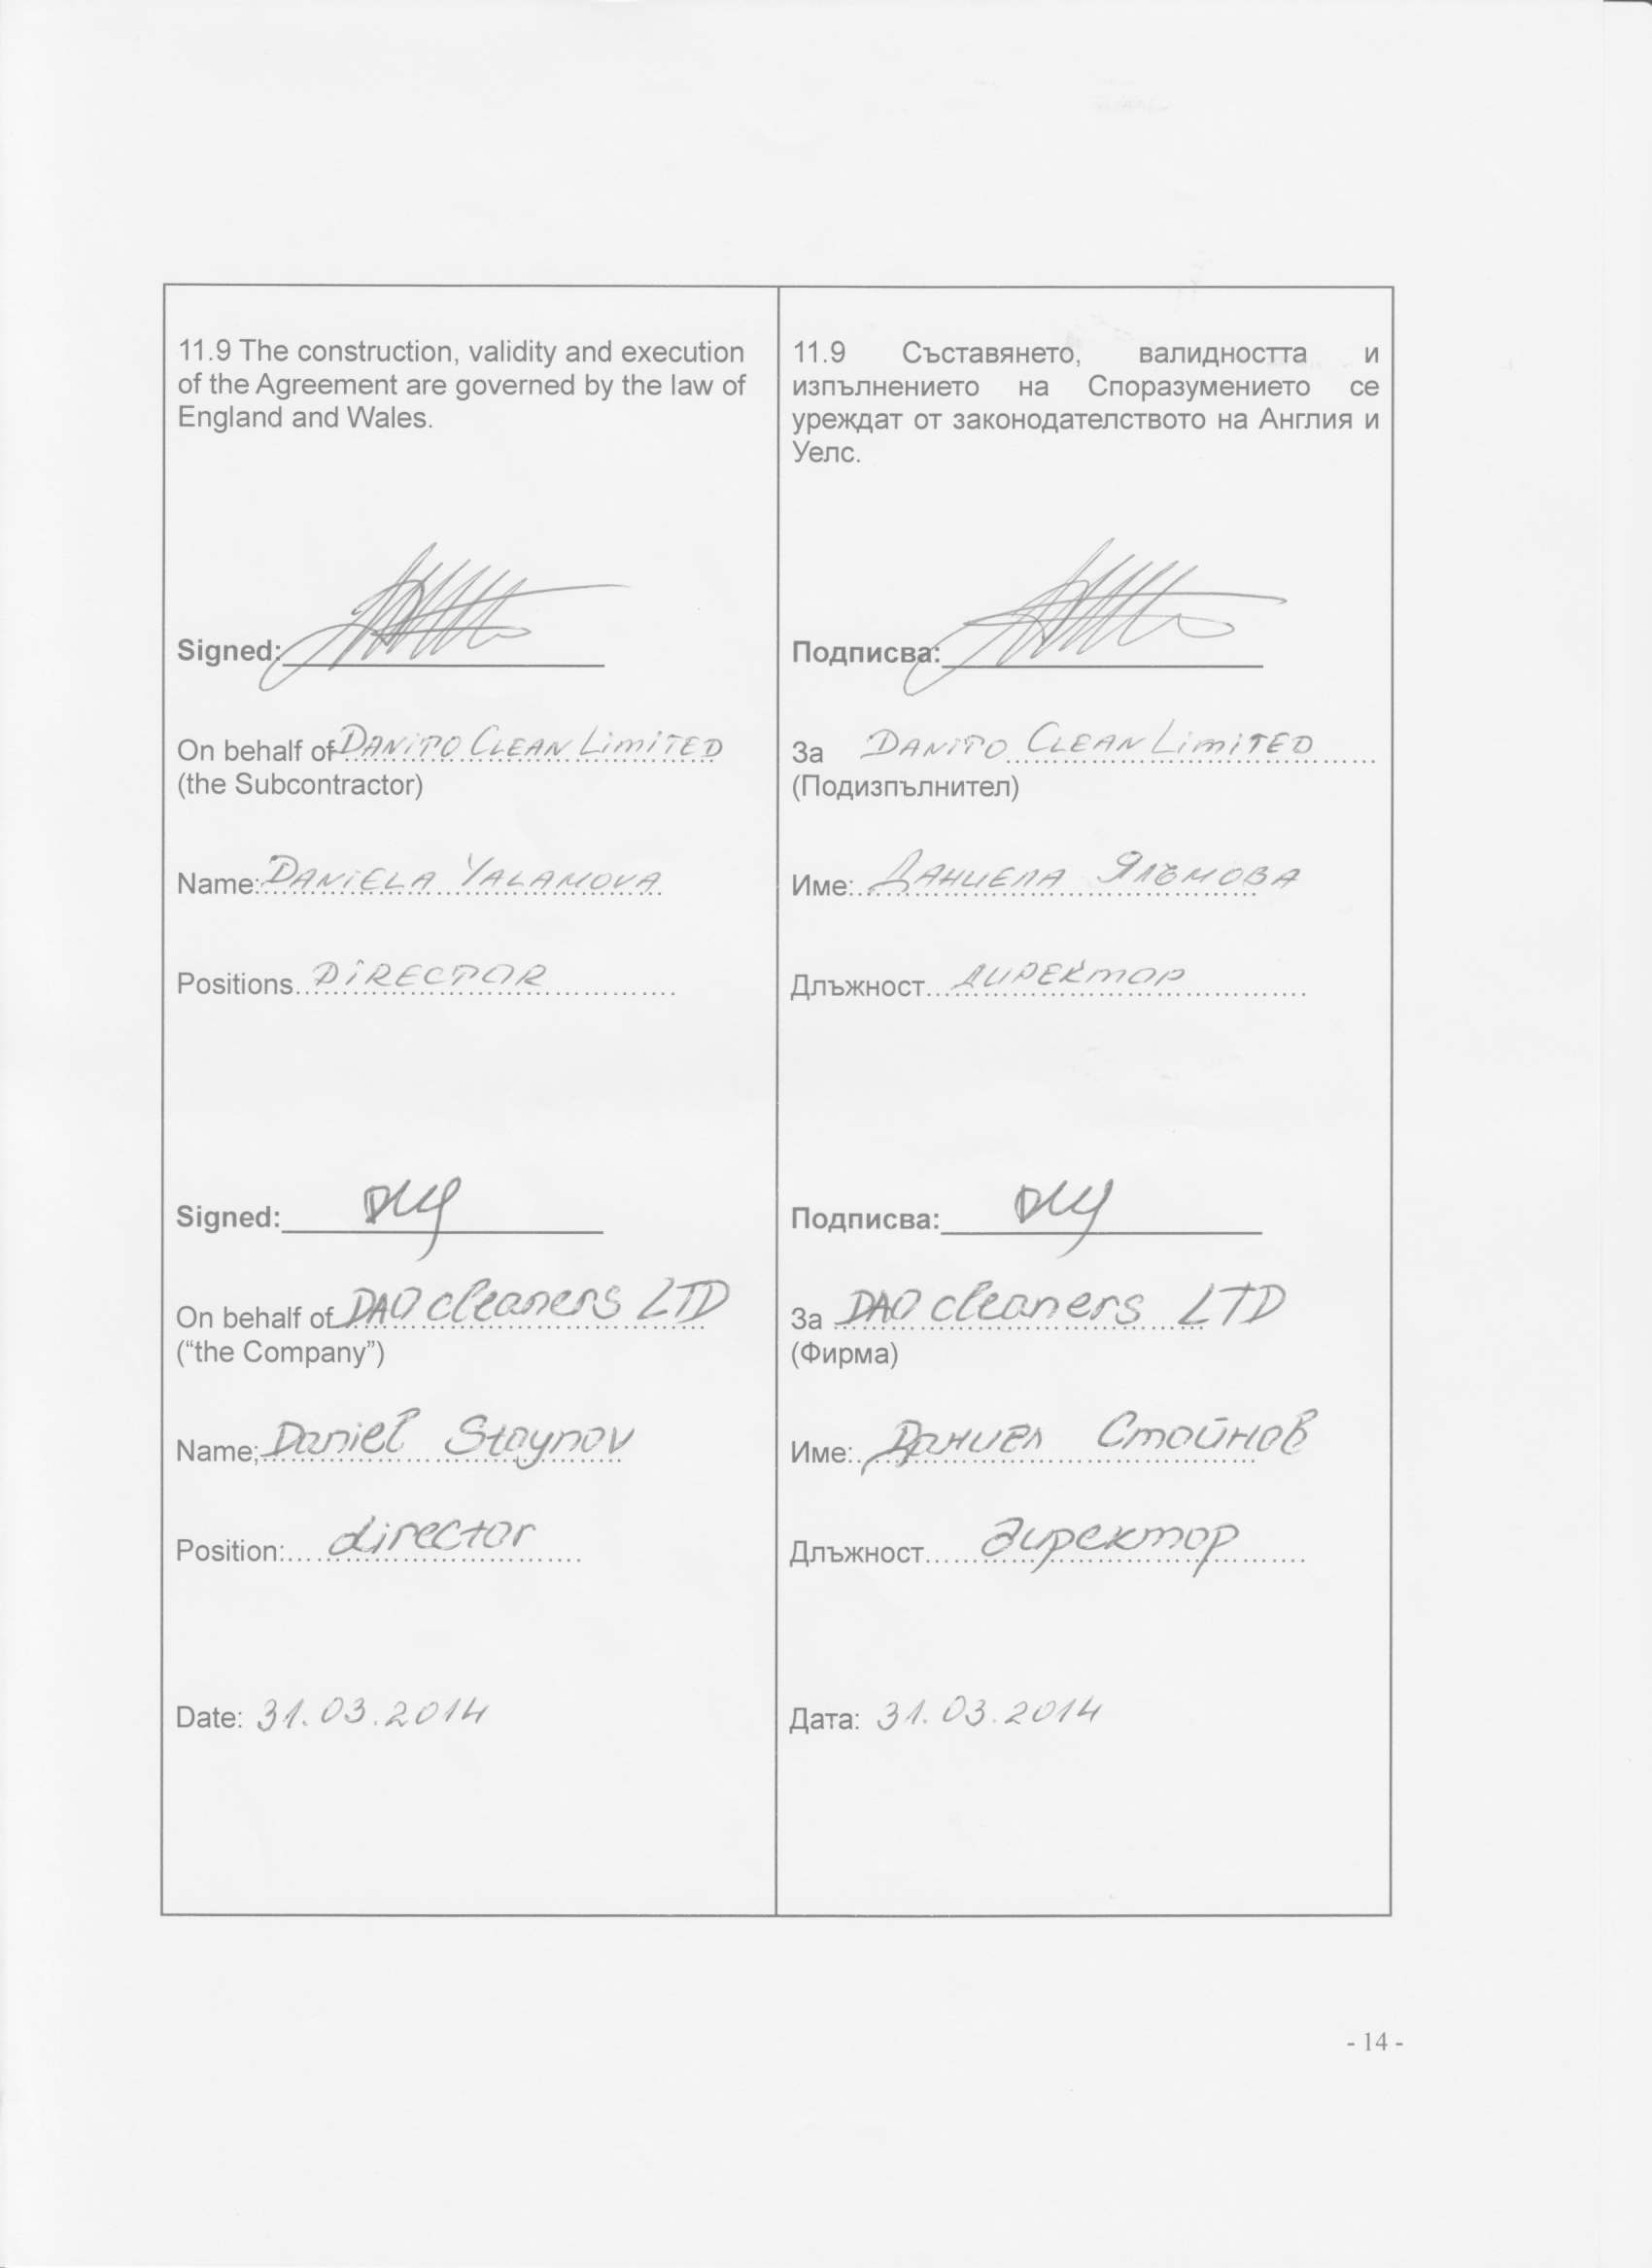 11.9 The construction, validity and execution
of the Agreement are governed by the law of
England and Wales.
Signed:
On behalf of DANITO CLEAN LIMITED
(the Subcontractor)
Name: DANIELA YALAMOVA
Positions DIRECTOR
Signed:
On behalf of DAO cleaners LTD
(“the Company”)
Name; Daniel Stoynov
Position: director
Date: 31.03.2014
11.9 Съставянето, валидността и
изпълнението на Споразумението се
уреждат от законодателството на Англия и
Уелс.
Подписва:
За DANITO CLEAN LIMITED
(Подизпълнител)
Име: ДАНИЕЛА ЯЛЪМОВА
Длъжност ДИРЕКТОР
Подписва:
За DAO cleaners LTD
(Фирма)
Име: Даниел Стойнов
Длъжност директор
Дата: 31.03.2014
- 14 -